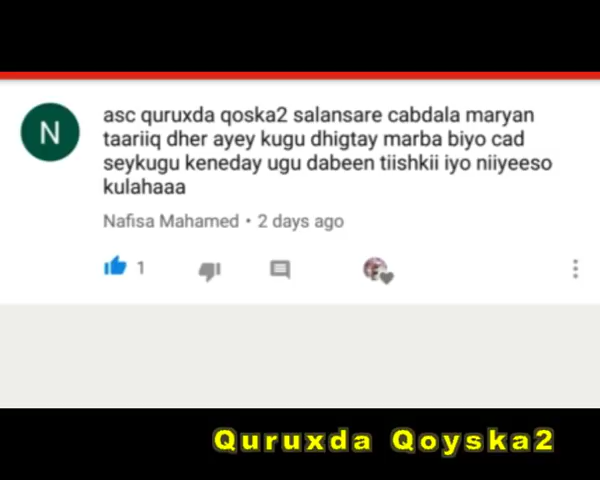 N
asc quruxda qoska2 salansare cabdala maryan
taariiq dher ayey kugu dhigtay marba biyo cad
seykugu keneday ugu dabeen tiishkii iyo niiyeeso
kulahaaa
Nafisa Mahamed • 2 days ago
1
Quruxda Qoyska2